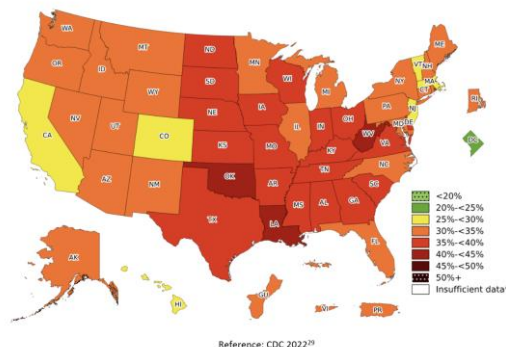 WA
MT
ND
MN
ME
OR
ID
SD
WI
VT
NH
WY
MI
NY
MA
CT
RI
NV
UT
NE
IA
PA
NJ
CA
CO
IL
IN
OH
MD
DE
KS
MO
WV
VA
DC
KY
AZ
NM
OK
AR
TN
NC
SC
TX
LA
MS
AL
GA
FL
AK
HI
GU
VI
PR
<20%
20%-<25%
25%-<30%
30%-<35%
35%-<40%
40%-<45%
45%-<50%
50%+
Insufficient data†
Reference: CDC 2022²⁹